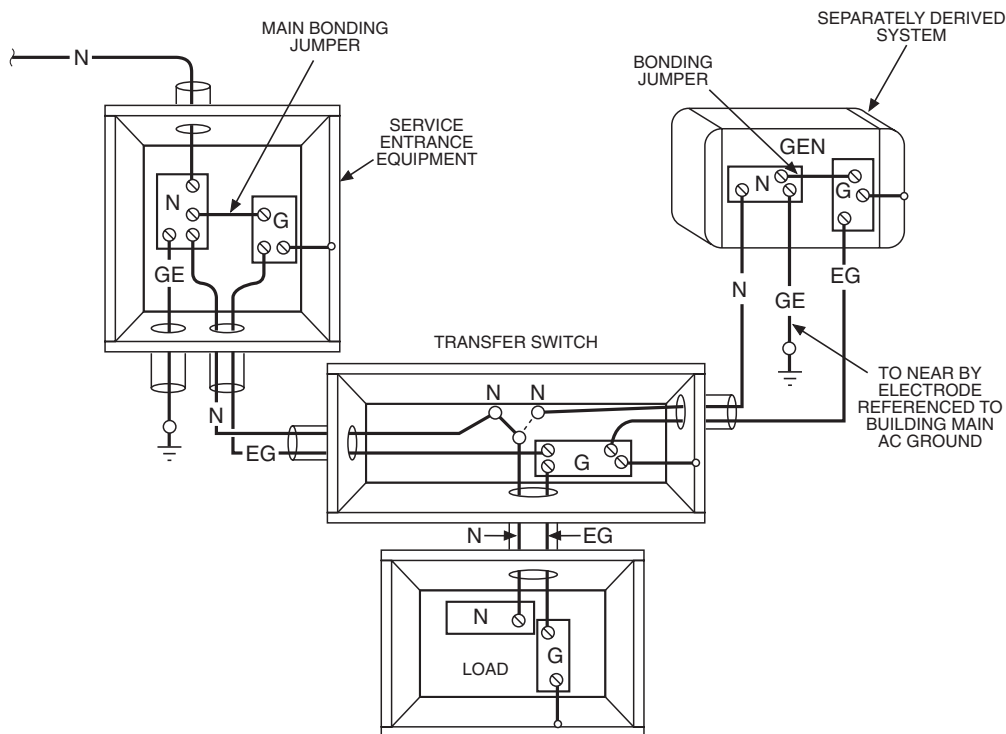 SEPARATELY DERIVED
SYSTEM
MAIN BONDING
JUMPER
N
BONDING
JUMPER
SERVICE
ENTRANCE
EQUIPMENT
GEN
N
G
N
G
GE
N
GE
EG
TRANSFER SWITCH
TO NEAR BY
ELECTRODE
REFERENCED TO
BUILDING MAIN
AC GROUND
N
N
N
EG
G
N
EG
N
G
LOAD